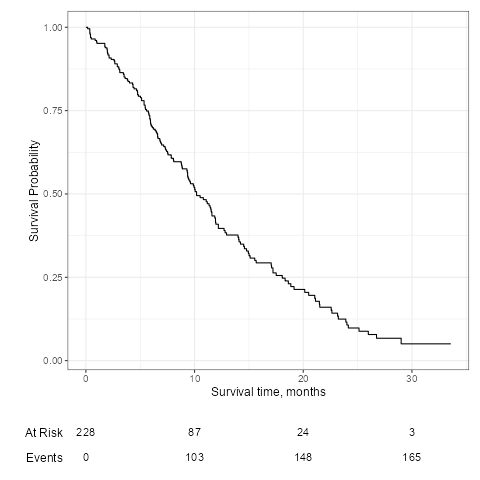 1.00
0.75
0.50
0.25
0.00
Survival Probability
0 10 20 30
Survival time, months
At Risk 228 87 24 3
Events 0 103 148 165